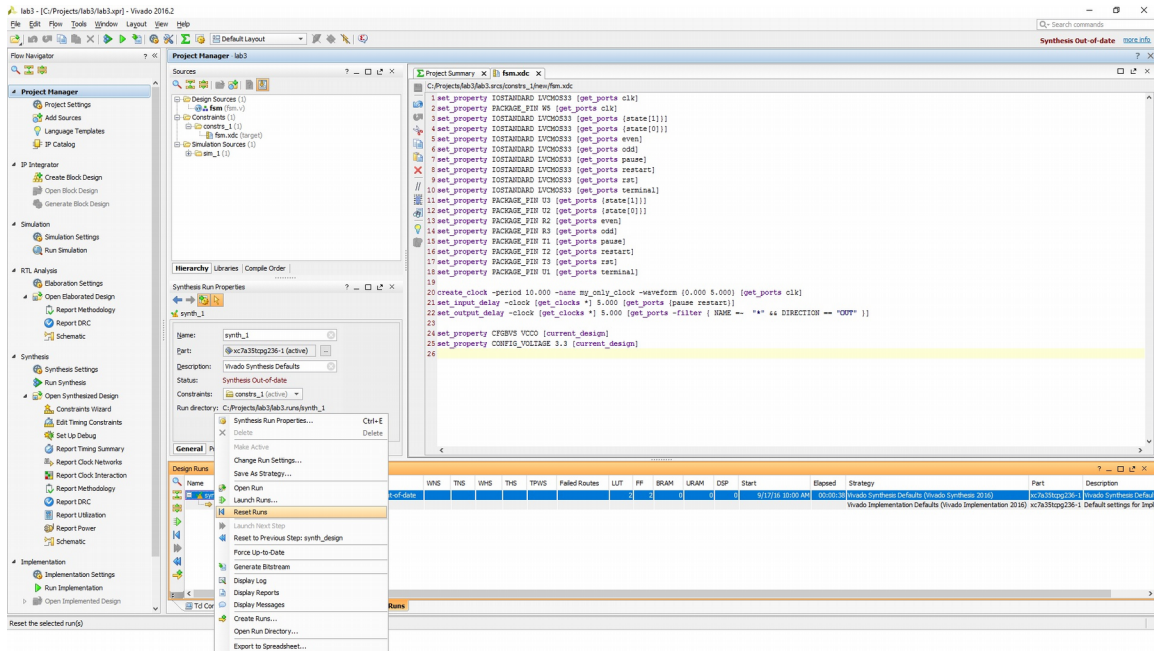 lab3 - [C:/Projects/lab3/lab3.xpr] - Vivado 2016.2
File Edit Flow Tools Window Layout View Help
Q- Search commands
Default Layout
Synthesis Out-of-date more info
Flow Navigator
Project Manager
Project Settings
Add Sources
Language Templates
IP Catalog
IP Integrator
Create Block Design
Open Block Design
Generate Block Design
Simulation
Simulation Settings
Run Simulation
RTL Analysis
Elaboration Settings
Open Elaborated Design
Report Methodology
Report DRC
Schematic
Synthesis
Synthesis Settings
Run Synthesis
Open Synthesized Design
Constraints Wizard
Edit Timing Constraints
Set Up Debug
Report Timing Summary
Report Clock Networks
Report Clock Interaction
Report Methodology
Report DRC
Report Utilization
Report Power
Schematic
Implementation
Implementation Settings
Run Implementation
Open Implemented Design
Project Manager - lab3
Sources
Design Sources (1)
fsm (fsm.v)
Constraints (1)
constrs_1 (1)
fsm.xdc (target)
Simulation Sources (1)
sim_1 (1)
Hierarchy Libraries Compile Order
Synthesis Run Properties
synth_1
Name: synth_1
Part: xc7a35tcpg236-1 (active)
Description: Vivado Synthesis Defaults
Status: Synthesis Out-of-date
Constraints: constrs_1 (active)
Run directory: C:/Projects/lab3/lab3.runs/synth_1
General
Project Summary fsm.xdc
C:/Projects/lab3/lab3.srcs/constrs_1/new/fsm.xdc
1 set_property IOSTANDARD LVCMOS33 [get_ports clk]
2 set_property PACKAGE_PIN W5 [get_ports clk]
3 set_property IOSTANDARD LVCMOS33 [get_ports {state[1]}]
4 set_property IOSTANDARD LVCMOS33 [get_ports {state[0]}]
5 set_property IOSTANDARD LVCMOS33 [get_ports even]
6 set_property IOSTANDARD LVCMOS33 [get_ports odd]
7 set_property IOSTANDARD LVCMOS33 [get_ports pause]
8 set_property IOSTANDARD LVCMOS33 [get_ports restart]
9 set_property IOSTANDARD LVCMOS33 [get_ports rst]
10 set_property IOSTANDARD LVCMOS33 [get_ports terminal]
11 set_property PACKAGE_PIN U3 [get_ports {state[1]}]
12 set_property PACKAGE_PIN U2 [get_ports {state[0]}]
13 set_property PACKAGE_PIN R2 [get_ports even]
14 set_property PACKAGE_PIN R3 [get_ports odd]
15 set_property PACKAGE_PIN T1 [get_ports pause]
16 set_property PACKAGE_PIN T2 [get_ports restart]
17 set_property PACKAGE_PIN T3 [get_ports rst]
18 set_property PACKAGE_PIN U1 [get_ports terminal]
19
20 create_clock -period 10.000 -name my_only_clock -waveform {0.000 5.000} [get_ports clk]
21 set_input_delay -clock [get_clocks *] 5.000 [get_ports {pause restart}]
22 set_output_delay -clock [get_clocks *] 5.000 [get_ports -filter { NAME =~ "*" && DIRECTION == "OUT" }]
23
24 set_property CFGBVS VCCO [current_design]
25 set_property CONFIG_VOLTAGE 3.3 [current_design]
26
Design Runs
Name WNS TNS WHS THS TPWS Failed Routes LUT FF BRAM URAM DSP Start Elapsed Strategy Part Description
t-of-date 2 2 0 0 0 9/17/16 10:00 AM 00:00:38 Vivado Synthesis Defaults (Vivado Synthesis 2016) xc7a35tcpg236-1 Vivado Synthesis Defaul
Vivado Implementation Defaults (Vivado Implementation 2016) xc7a35tcpg236-1 Default settings for Impl
Synthesis Run Properties... Ctrl+E
Delete Delete
Make Active
Change Run Settings...
Save As Strategy...
Open Run
Launch Runs...
Reset Runs
Launch Next Step
Reset to Previous Step: synth_design
Force Up-to-Date
Generate Bitstream
Display Log
Display Reports
Display Messages
Create Runs...
Open Run Directory...
Export to Spreadsheet...
Tcl Cor
Runs
Reset the selected run(s)